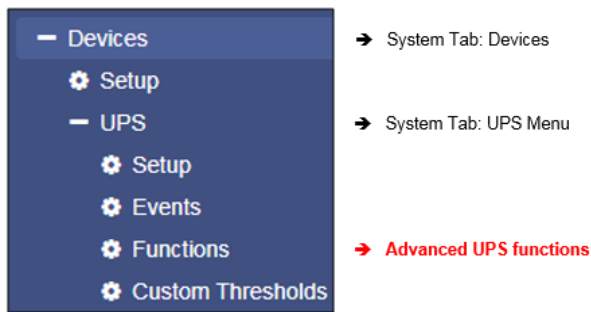 Devices ➔ System Tab: Devices
Setup
UPS ➔ System Tab: UPS Menu
Setup
Events
Functions ➔ Advanced UPS functions
Custom Thresholds